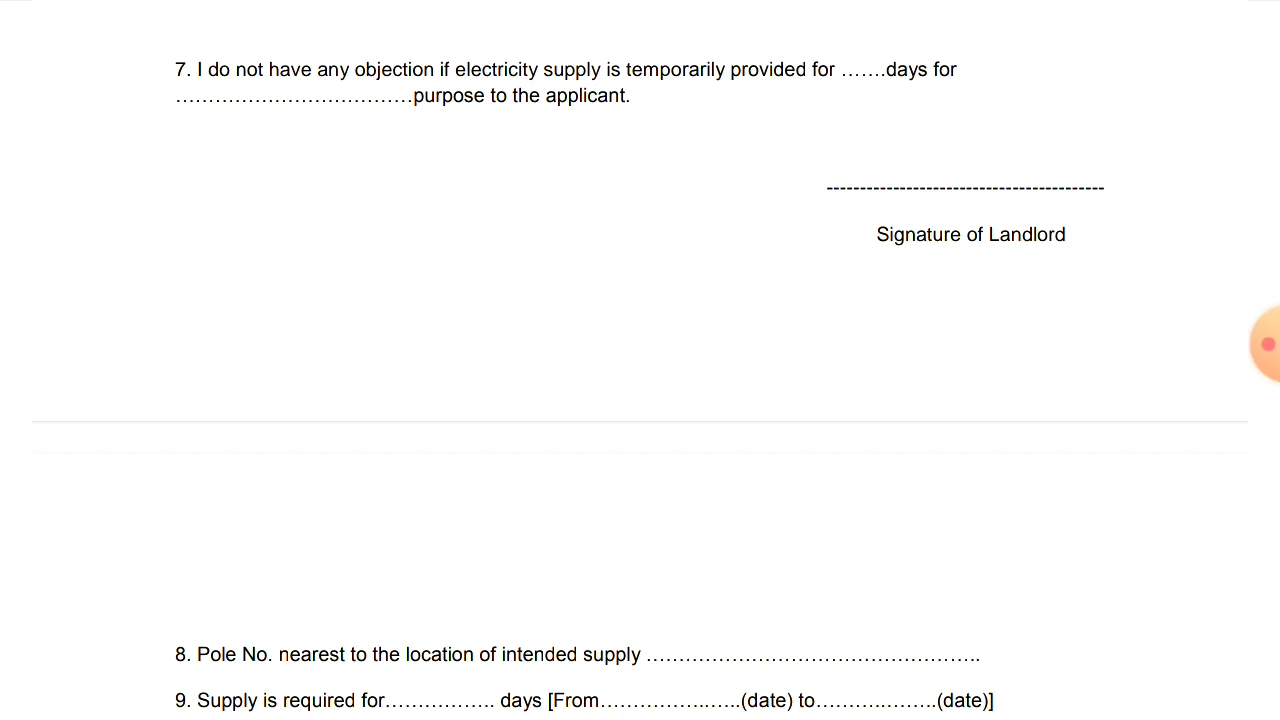 7. I do not have any objection if electricity supply is temporarily provided for …….days for
………………………………purpose to the applicant.
------------------------------------------
Signature of Landlord
8. Pole No. nearest to the location of intended supply …………………………………………….
9. Supply is required for……………. days [From……………..…..(date) to……….……..(date)]